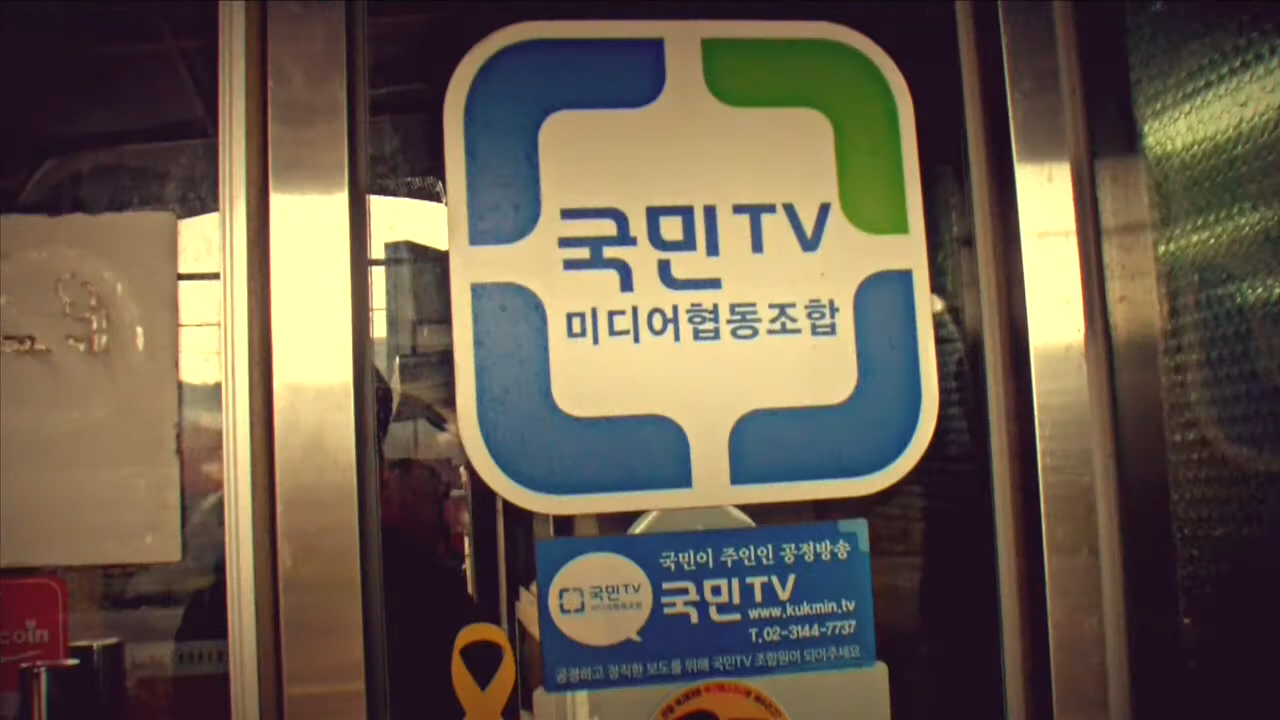 국민TV
미디어협동조합
국민이 주인인 공정방송
국민TV
국민TV
www.kukmin.tv
T.02-3144-7737
공정하고 정직한 보도를 위해 국민TV 조합원이 되어주세요
coin